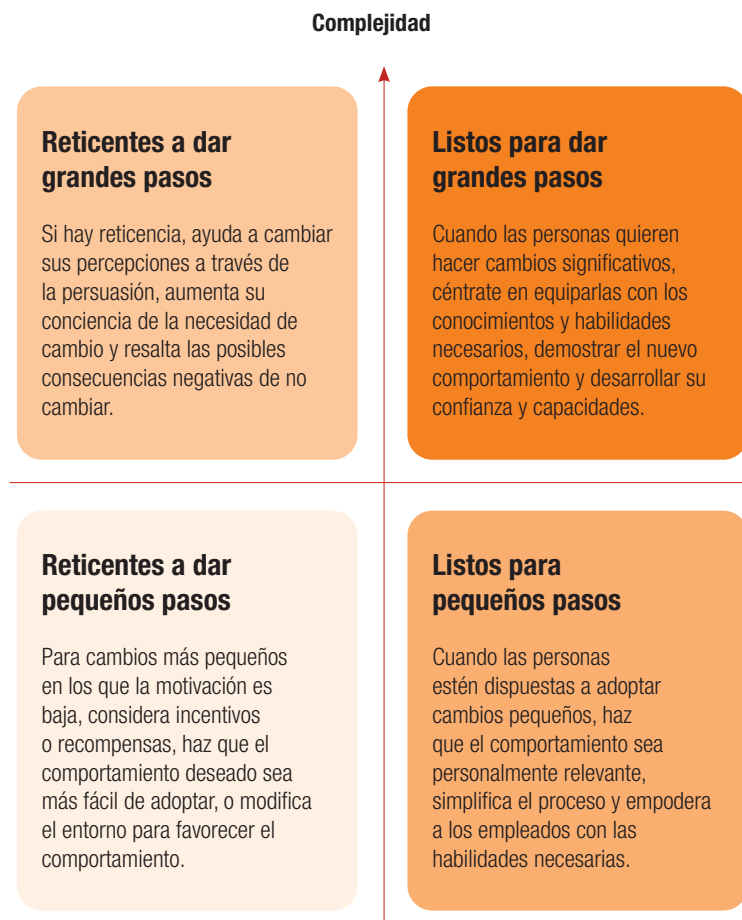 Complejidad
Reticentes a dar
grandes pasos
Si hay reticencia, ayuda a cambiar
sus percepciones a través de
la persuasión, aumenta su
conciencia de la necesidad de
cambio y resalta las posibles
consecuencias negativas de no
cambiar.
Listos para dar
grandes pasos
Cuando las personas quieren
hacer cambios significativos,
céntrate en equiparlas con los
conocimientos y habilidades
necesarios, demostrar el nuevo
comportamiento y desarrollar su
confianza y capacidades.
Reticentes a dar
pequeños pasos
Para cambios más pequeños
en los que la motivación es
baja, considera incentivos
o recompensas, haz que el
comportamiento deseado sea
más fácil de adoptar, o modifica
el entorno para favorecer el
comportamiento.
Listos para
pequeños pasos
Cuando las personas
estén dispuestas a adoptar
cambios pequeños, haz
que el comportamiento sea
personalmente relevante,
simplifica el proceso y empodera
a los empleados con las
habilidades necesarias.